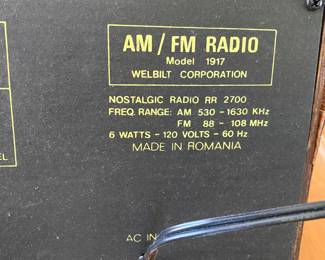 AM / FM RADIO
Model 1917
WELBILT CORPORATION
NOSTALGIC RADIO RR 2700
FREQ. RANGE: AM 530 - 1630 KHz
FM 88 - 108 MHz
6 WATTS - 120 VOLTS - 60 Hz
MADE IN ROMANIA
AC IN